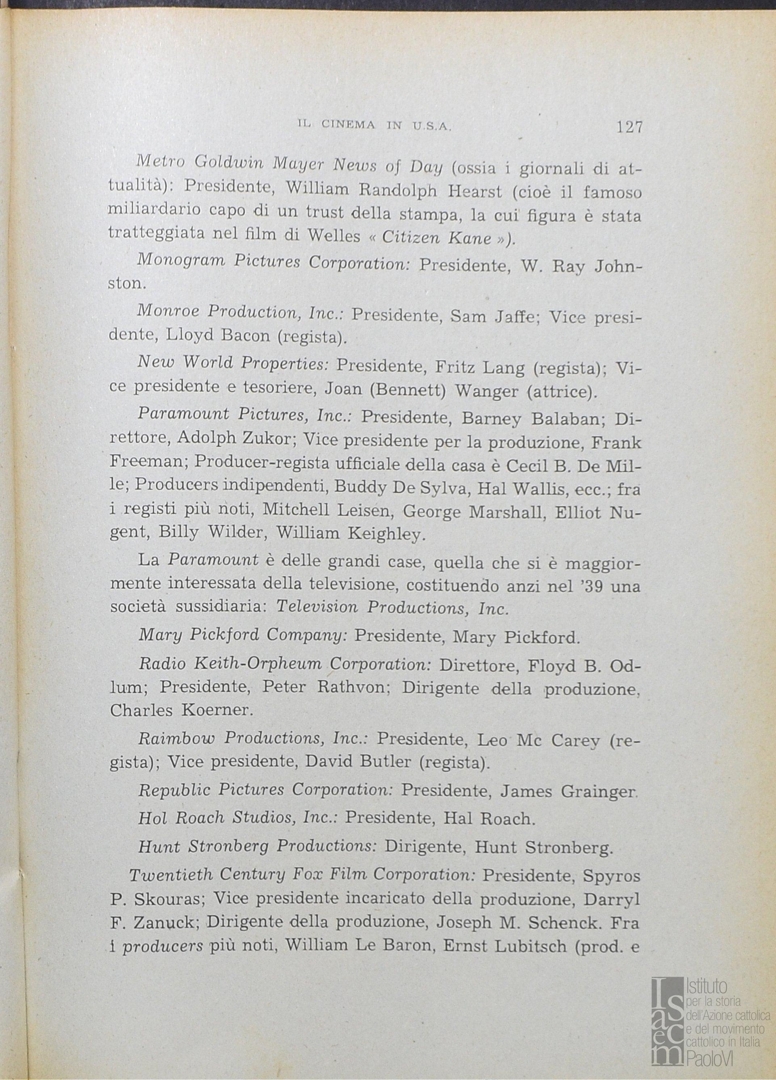 IL CINEMA IN U.S.A. 127
Metro Goldwin Mayer News of Day (ossia i giornali di at-
tualità): Presidente, William Randolph Hearst (cioè il famoso
miliardario capo di un trust della stampa, la cui figura è stata
tratteggiata nel film di Welles « Citizen Kane »).
Monogram Pictures Corporation: Presidente, W. Ray John-
ston.
Monroe Production, Inc.: Presidente, Sam Jaffe; Vice presi-
dente, Lloyd Bacon (regista).
New World Properties: Presidente, Fritz Lang (regista); Vi-
ce presidente e tesoriere, Joan (Bennett) Wanger (attrice).
Paramount Pictures, Inc.: Presidente, Barney Balaban; Di-
rettore, Adolph Zukor; Vice presidente per la produzione, Frank
Freeman; Producer-regista ufficiale della casa è Cecil B. De Mil-
le; Producers indipendenti, Buddy De Sylva, Hal Wallis, ecc.; fra
i registi più noti, Mitchell Leisen, George Marshall, Elliot Nu-
gent, Billy Wilder, William Keighley.
La Paramount è delle grandi case, quella che si è maggior-
mente interessata della televisione, costituendo anzi nel '39 una
società sussidiaria: Television Productions, Inc.
Mary Pickford Company: Presidente, Mary Pickford.
Radio Keith-Orpheum Corporation: Direttore, Floyd B. Od-
lum; Presidente, Peter Rathvon; Dirigente della produzione,
Charles Koerner.
Raimbow Productions, Inc.: Presidente, Leo Mc Carey (re-
gista); Vice presidente, David Butler (regista).
Republic Pictures Corporation: Presidente, James Grainger.
Hol Roach Studios, Inc.: Presidente, Hal Roach.
Hunt Stronberg Productions: Dirigente, Hunt Stronberg.
Twentieth Century Fox Film Corporation: Presidente, Spyros
P. Skouras; Vice presidente incaricato della produzione, Darryl
F. Zanuck; Dirigente della produzione, Joseph M. Schenck. Fra
i producers più noti, William Le Baron, Ernst Lubitsch (prod. e
Isacem
Istituto
per la storia
dell'Azione cattolica
e del movimento
cattolico in Italia
PaoloVI